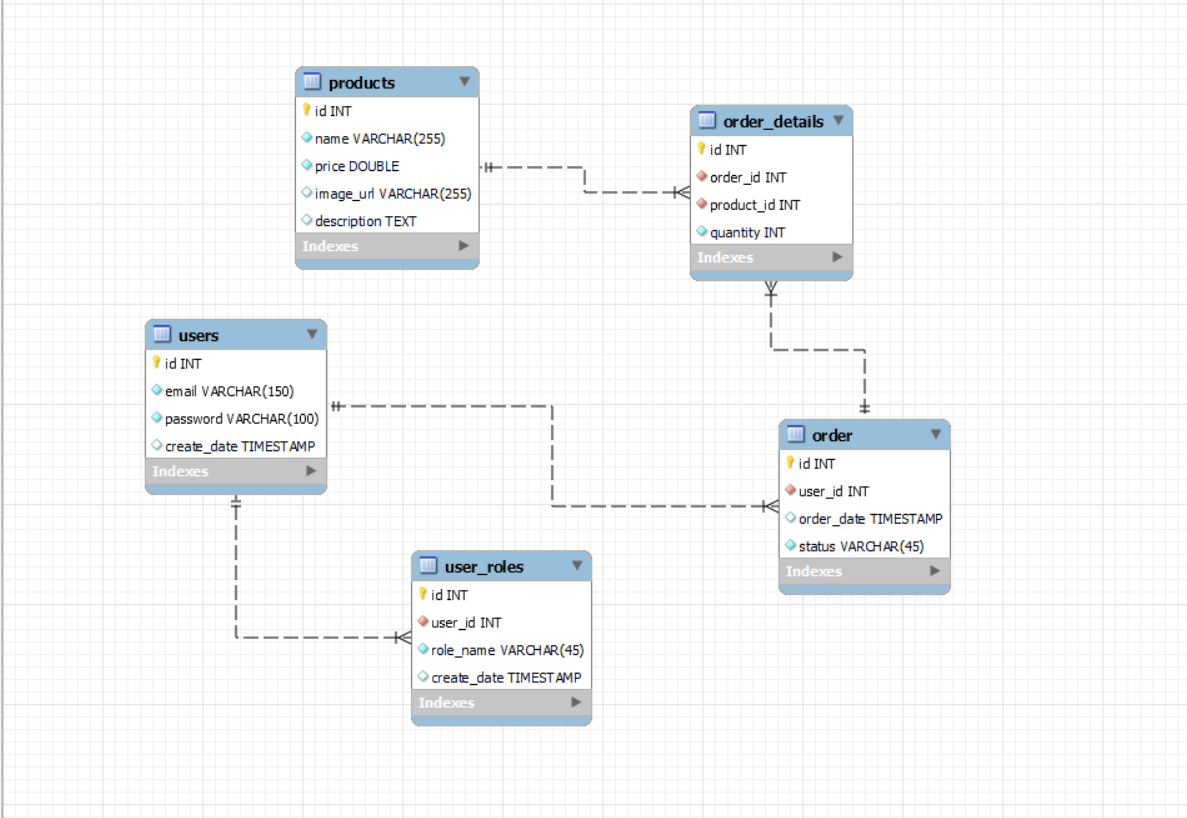 products
id INT
name VARCHAR(255)
price DOUBLE
image_url VARCHAR(255)
description TEXT
Indexes
order_details
id INT
order_id INT
product_id INT
quantity INT
Indexes
users
id INT
email VARCHAR(150)
password VARCHAR(100)
create_date TIMESTAMP
Indexes
order
id INT
user_id INT
order_date TIMESTAMP
status VARCHAR(45)
Indexes
user_roles
id INT
user_id INT
role_name VARCHAR(45)
create_date TIMESTAMP
Indexes